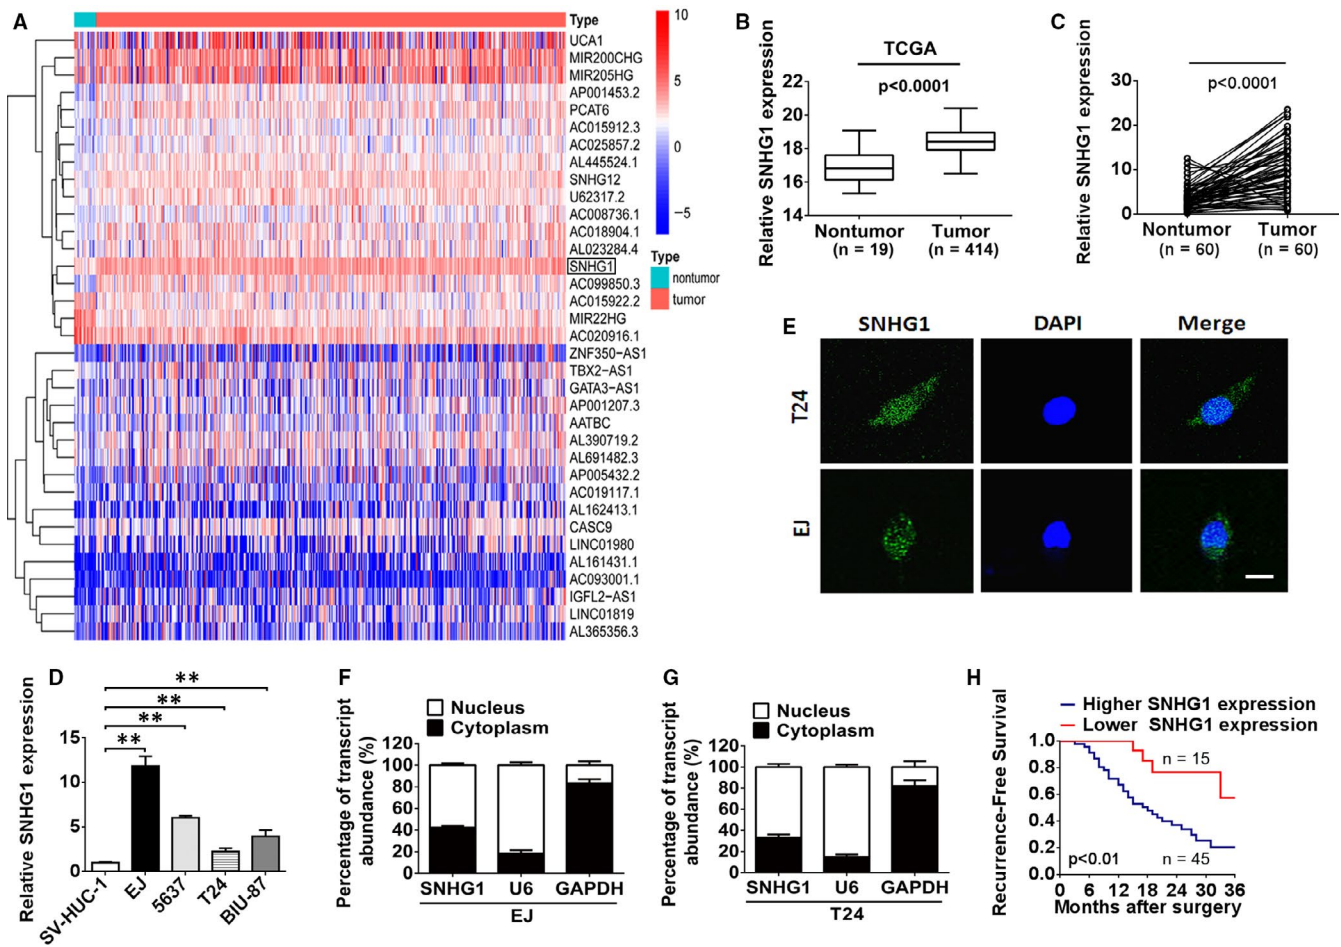 A
Type
UCA1
MIR200CHG
MIR205HG
AP001453.2
PCAT6
AC015912.3
AC025857.2
AL445524.1
SNHG12
U62317.2
AC008736.1
AC018904.1
AL023284.4
SNHG1
AC099850.3
AC015922.2
MIR22HG
AC020916.1
ZNF350−AS1
TBX2−AS1
GATA3−AS1
AP001207.3
AATBC
AL390719.2
AL691482.3
AP005432.2
AC019117.1
AL162413.1
CASC9
LINC01980
AL161431.1
AC093001.1
IGFL2−AS1
LINC01819
AL365356.3
10
5
0
−5
Type
nontumor
tumor
B
Relative SNHG1 expression
TCGA
p<0.0001
22
20
18
16
14
Nontumor Tumor
(n = 19) (n = 414)
C
Relative SNHG1 expression
p<0.0001
30
20
10
0
Nontumor Tumor
(n = 60) (n = 60)
E
SNHG1 DAPI Merge
T24
EJ
D
Relative SNHG1 expression
**
**
**
**
15
10
5
0
SV-HUC-1
EJ
5637
T24
BIU-87
F
Nucleus
Cytoplasm
Percentage of transcript
abundance (%)
120
100
80
60
40
20
0
SNHG1 U6 GAPDH
EJ
G
Nucleus
Cytoplasm
Percentage of transcript
abundance (%)
120
100
80
60
40
20
0
SNHG1 U6 GAPDH
T24
H
Higher SNHG1 expression
Lower SNHG1 expression
Recurrence-Free Survival
1.0
0.8
0.6
0.4
0.2
0.0
n = 15
p<0.01 n = 45
0 6 12 18 24 30 36
Months after surgery